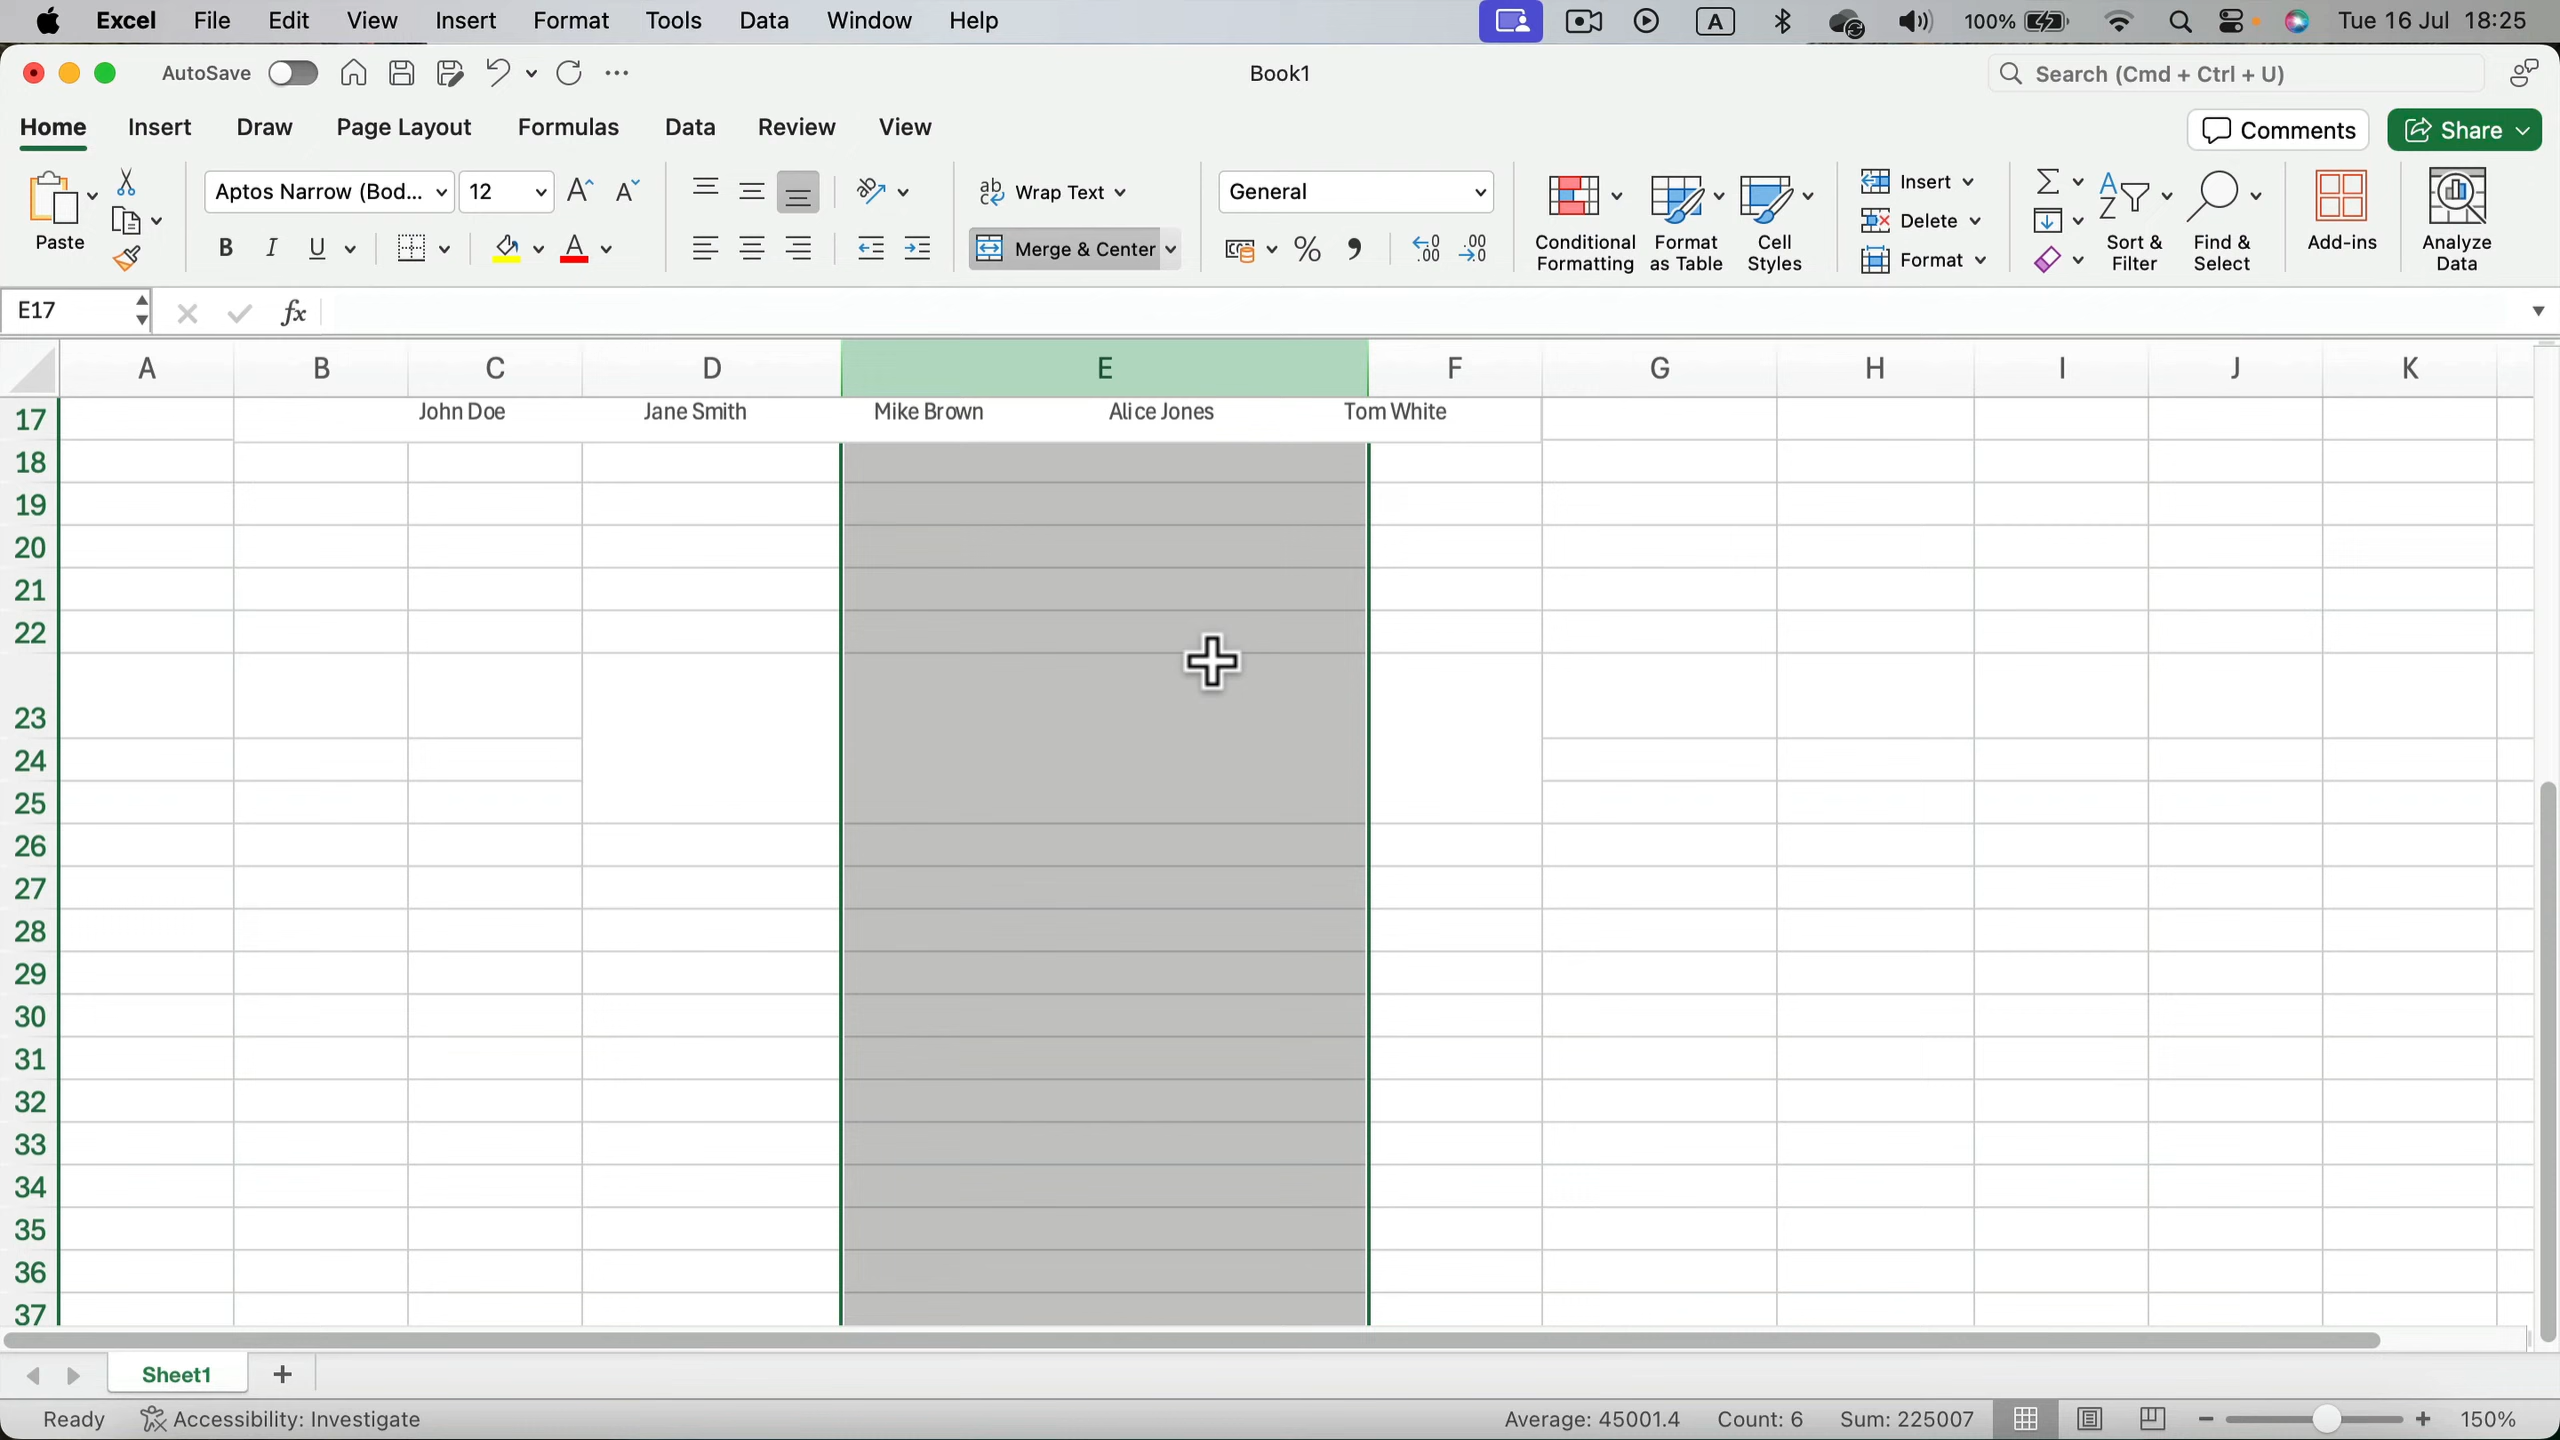 Excel File Edit View Insert Format Tools Data Window Help A 100% Tue 16 Jul 18:25
AutoSave Book1 Search (Cmd + Ctrl + U)
Home Insert Draw Page Layout Formulas Data Review View Comments Share
Paste Aptos Narrow (Bod... 12 A A ab Wrap Text General Conditional Formatting Format as Table Cell Styles Insert Sort & Filter Find & Select Add-ins Analyze Data
B I U A Merge & Center % Delete
Format
E17 fx
A B C D E F G H I J K
17 John Doe Jane Smith Mike Brown Alice Jones Tom White
18
19
20
21
22
23
24
25
26
27
28
29
30
31
32
33
34
35
36
37
Sheet1 +
Ready Accessibility: Investigate Average: 45001.4 Count: 6 Sum: 225007 150%